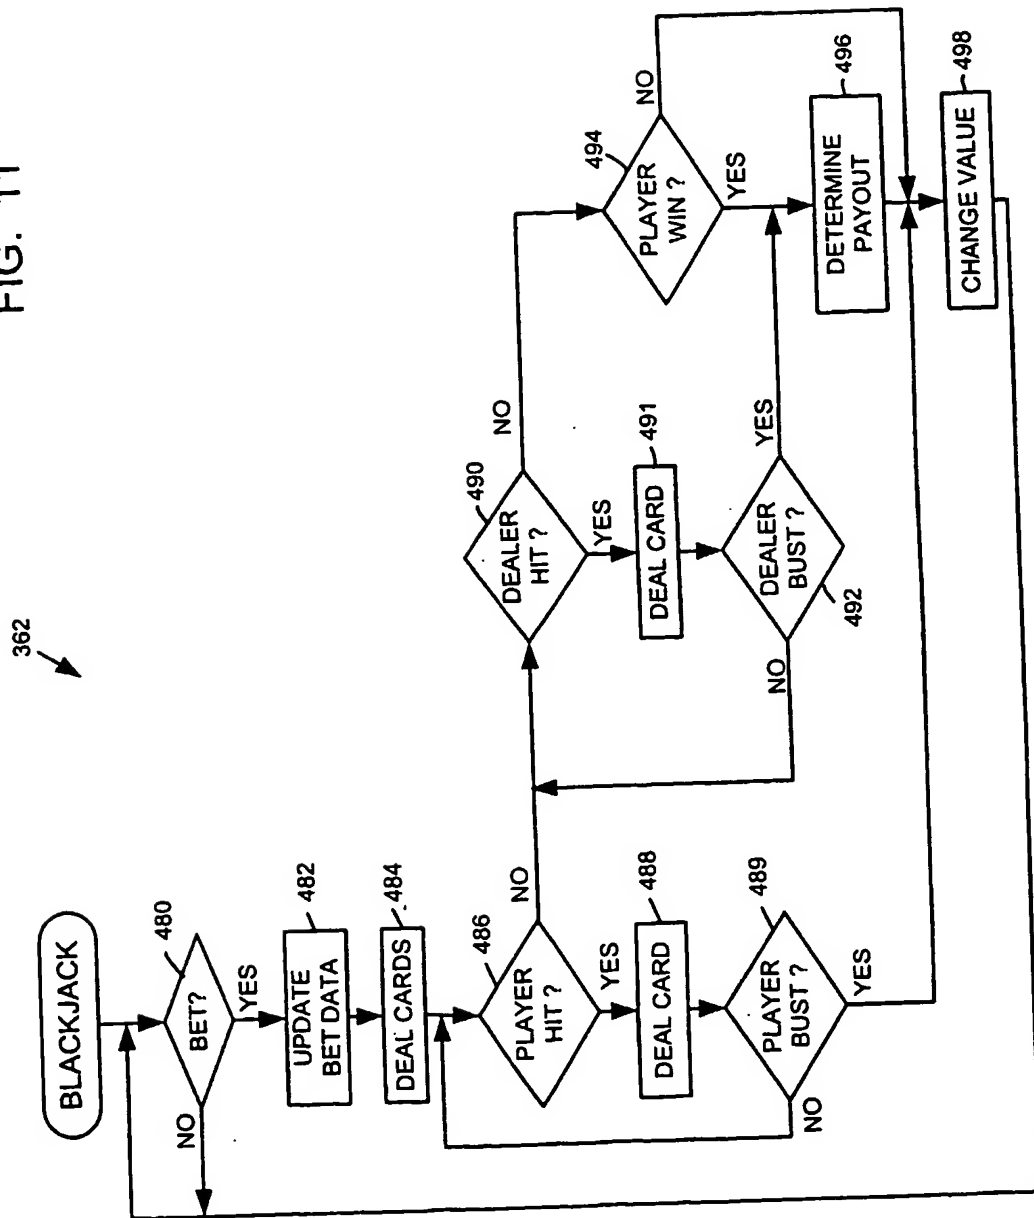 FIG. 11
362
BLACKJACK
480
BET?
NO
YES
482
UPDATE
BET DATA
484
DEAL CARDS
486
PLAYER
HIT ?
NO
YES
488
DEAL CARD
489
PLAYER
BUST ?
NO
YES
490
DEALER
HIT ?
NO
YES
491
DEAL CARD
DEALER
BUST ?
492
NO
YES
494
PLAYER
WIN ?
NO
YES
496
DETERMINE
PAYOUT
498
CHANGE VALUE